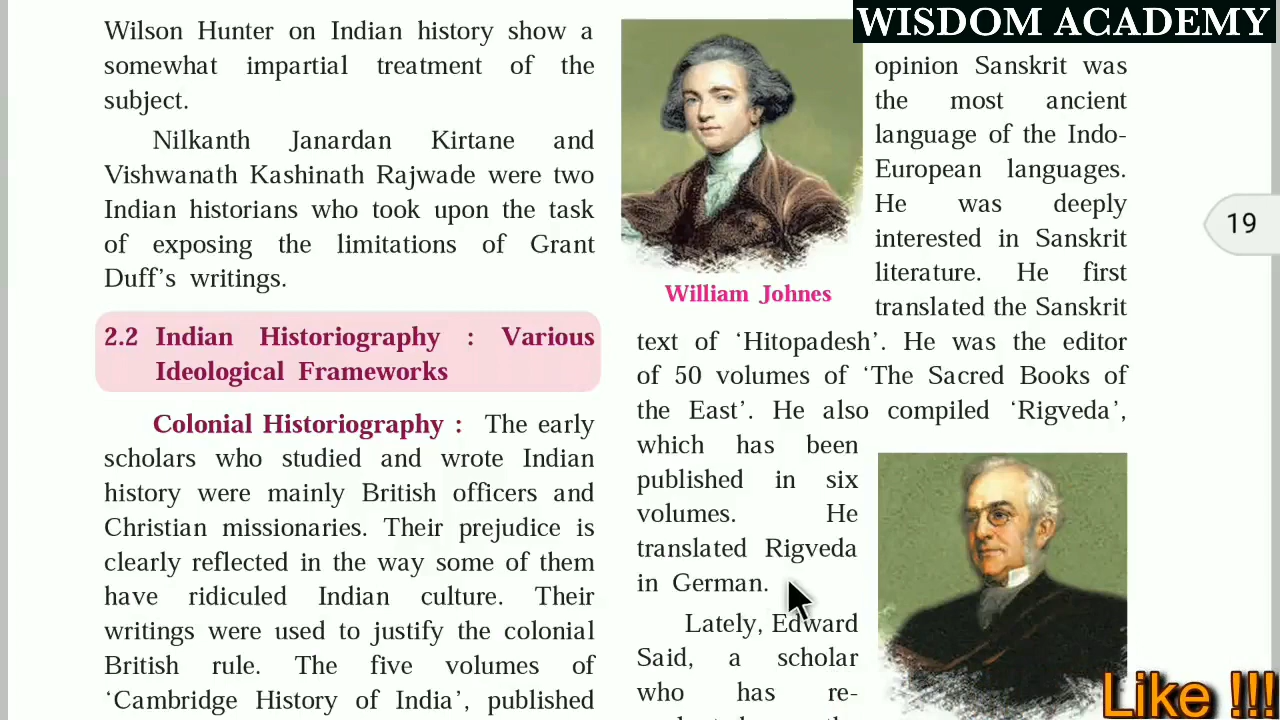 WISDOM ACADEMY
Wilson Hunter on Indian history show a
somewhat impartial treatment of the
subject.
Nilkanth Janardan Kirtane and
Vishwanath Kashinath Rajwade were two
Indian historians who took upon the task
of exposing the limitations of Grant
Duff's writings.
2.2 Indian Historiography : Various
Ideological Frameworks
Colonial Historiography : The early
scholars who studied and wrote Indian
history were mainly British officers and
Christian missionaries. Their prejudice is
clearly reflected in the way some of them
have ridiculed Indian culture. Their
writings were used to justify the colonial
British rule. The five volumes of
‘Cambridge History of India’, published
William Johnes
opinion Sanskrit was
the most ancient
language of the Indo-
European languages.
He was deeply
interested in Sanskrit
literature. He first
translated the Sanskrit
text of ‘Hitopadesh’. He was the editor
of 50 volumes of ‘The Sacred Books of
the East’. He also compiled ‘Rigveda’,
which has been
published in six
volumes. He
translated Rigveda
in German.
Lately, Edward
Said, a scholar
who has re-
19
Like !!!